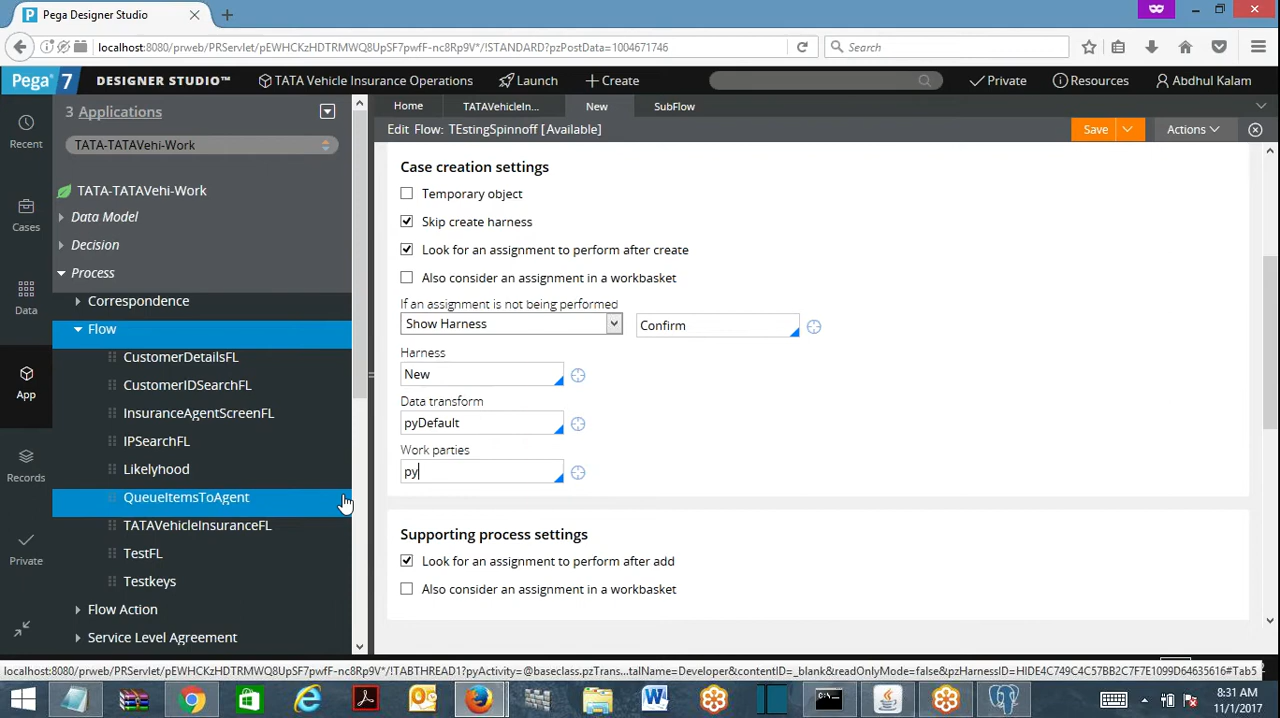 Pega Designer Studio
localhost:8080/prweb/PRServlet/pEWHCKzHDTRMWQ8UpSF7pwfF-nc8Rp9V*/!STANDARD?pzPostData=1004671746
Search
Pega 7 DESIGNER STUDIO™ TATA Vehicle Insurance Operations Launch Create Private Resources Abdhul Kalam
3 Applications
Home TATAVehicleIn... New SubFlow
Recent
Edit Flow: TEstingSpinnoff [Available] Save Actions
TATA-TATAVehi-Work
Case creation settings
TATA-TATAVehi-Work
Temporary object
Data Model
Skip create harness
Cases
Decision
Look for an assignment to perform after create
Process
Also consider an assignment in a workbasket
Correspondence
If an assignment is not being performed
Data
Flow
Show Harness Confirm
CustomerDetailsFL
Harness
New
CustomerIDSearchFL
App
Data transform
InsuranceAgentScreenFL
pyDefault
IPSearchFL
Work parties
Likelyhood
py
Records
QueueItemsToAgent
TATAVehicleInsuranceFL
Supporting process settings
TestFL
Look for an assignment to perform after add
Private
Testkeys
Also consider an assignment in a workbasket
Flow Action
Service Level Agreement
localhost:8080/prweb/PRServlet/pEWHCKzHDTRMWQ8UpSF7pwfF-nc8Rp9V*/!TABTHREAD1?pyActivity=@baseclass.pzTrans...talName=Developer&contentID=_blank&readOnlyMode=false&pzHarnessID=HIDE4C749C4C57BB2C7F7F1099D64635616#Tab5
8:31 AM
11/1/2017